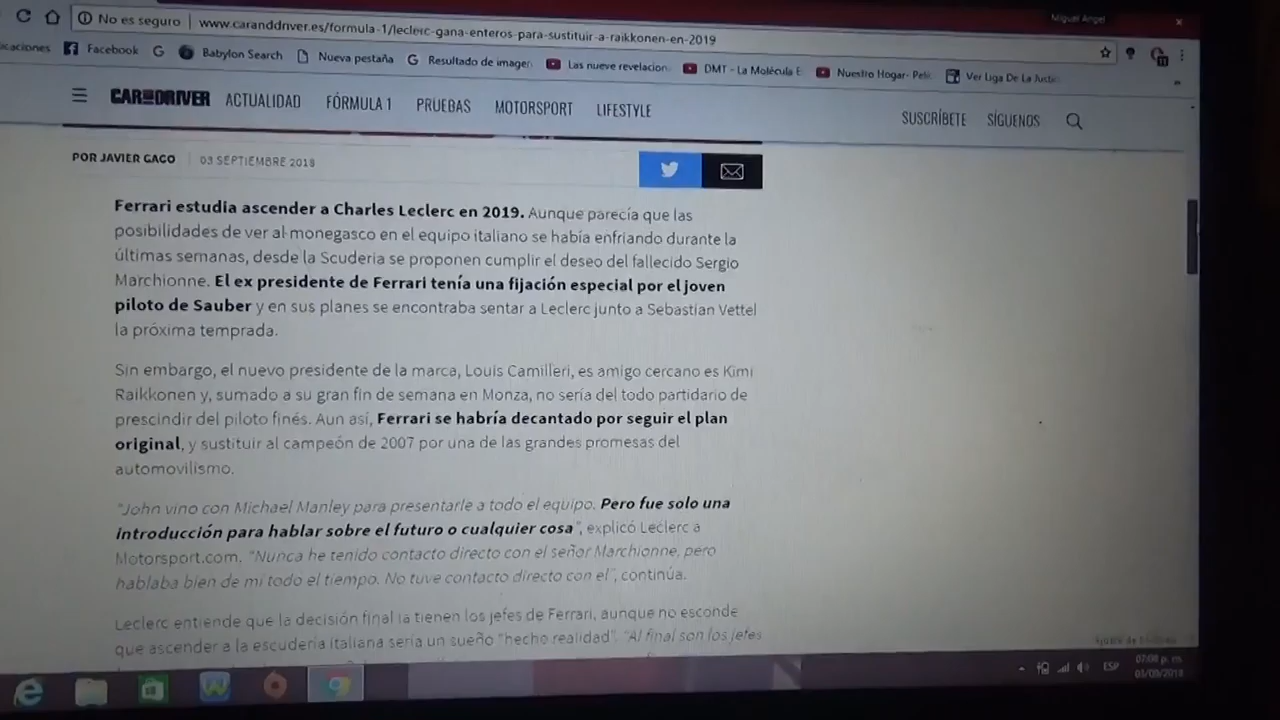 Miguel Angel
No es seguro | www.caranddriver.es/formula-1/leclerc-gana-enteros-para-sustituir-a-raikkonen-en-2019
Facebook G Babylon Search Nueva pestaña G Resultado de imagen Las nueve revelacion DMT - La Molécula E Nuestro Hogar- Pelic Ver Liga De La Justic
CAR AND DRIVER ACTUALIDAD FÓRMULA 1 PRUEBAS MOTORSPORT LIFESTYLE SUSCRÍBETE SÍGUENOS
POR JAVIER GAGO | 03 SEPTIEMBRE 2018
Ferrari estudia ascender a Charles Leclerc en 2019. Aunque parecía que las
posibilidades de ver al monegasco en el equipo italiano se había enfriando durante la
últimas semanas, desde la Scuderia se proponen cumplir el deseo del fallecido Sergio
Marchionne. El ex presidente de Ferrari tenía una fijación especial por el joven
piloto de Sauber y en sus planes se encontraba sentar a Leclerc junto a Sebastian Vettel
la próxima temprada.
Sin embargo, el nuevo presidente de la marca, Louis Camilleri, es amigo cercano es Kimi
Raikkonen y, sumado a su gran fin de semana en Monza, no sería del todo partidario de
prescindir del piloto finés. Aun así, Ferrari se habría decantado por seguir el plan
original, y sustituir al campeón de 2007 por una de las grandes promesas del
automovilismo.
"John vino con Michael Manley para presentarle a todo el equipo. Pero fue solo una
introducción para hablar sobre el futuro o cualquier cosa", explicó Leclerc a
Motorsport.com. "Nunca he tenido contacto directo con el señor Marchionne, pero
hablaba bien de mi todo el tiempo. No tuve contacto directo con el", continúa.
Leclerc entiende que la decisión final la tienen los jefes de Ferrari, aunque no esconde
que ascender a la escudería italiana sería un sueño "hecho realidad". "Al final son los jefes
ESP
07:08 p. m.
03/09/2018